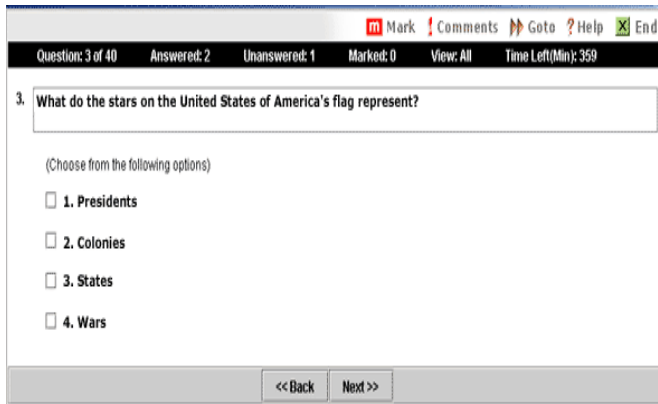 m Mark ! Comments Goto ? Help X End
Question: 3 of 40 Answered: 2 Unanswered: 1 Marked: 0 View: All Time Left(Min): 359
3. What do the stars on the United States of America's flag represent?
(Choose from the following options)
1. Presidents
2. Colonies
3. States
4. Wars
<< Back Next >>